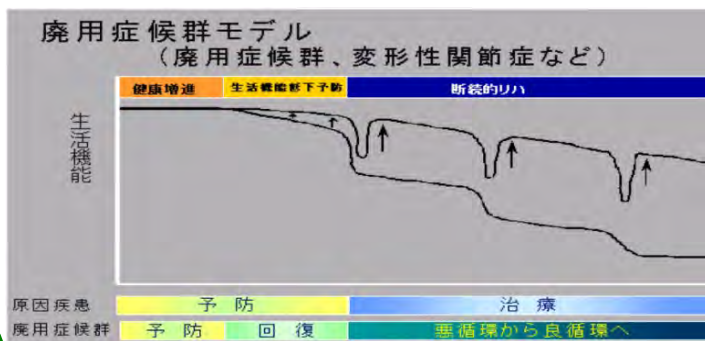 廃用症候群モデル
（廃用症候群、変形性関節症など）
健康増進 生活機能低下予防 断続的リハ
生活機能
原因疾患 予防 治療
廃用症候群 予防 回復 悪循環から良循環へ